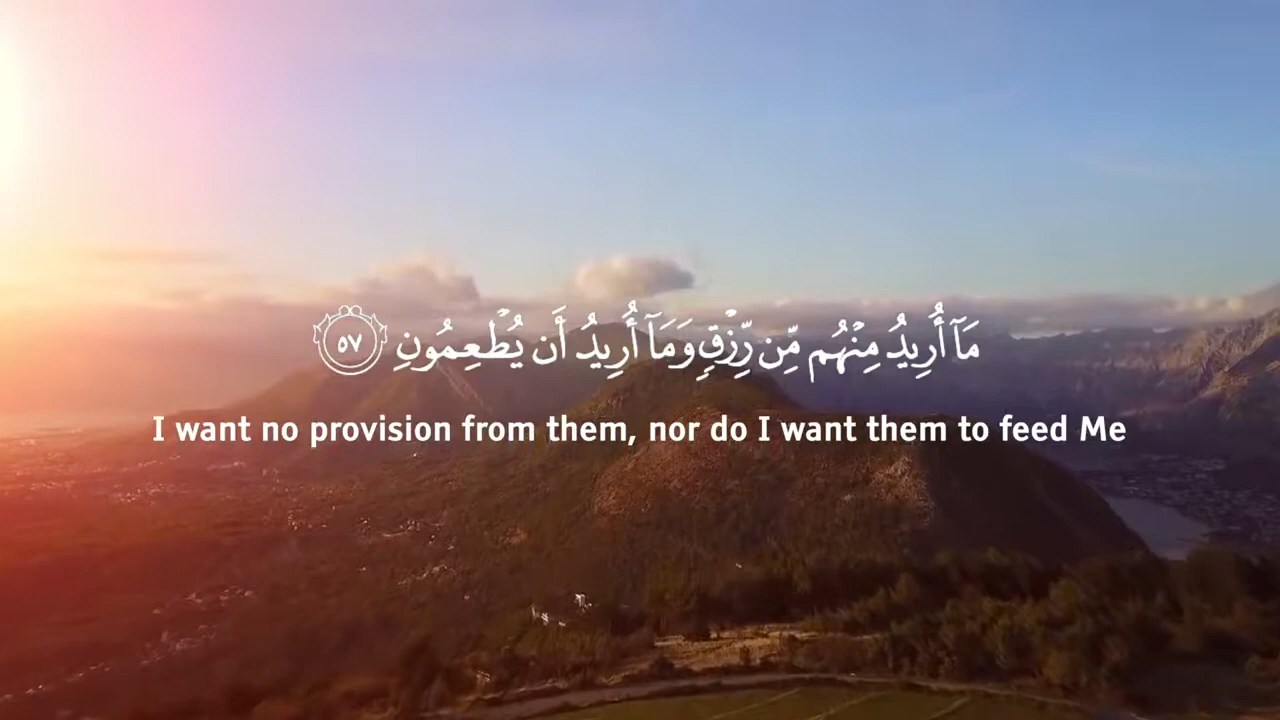 مَآ أُرِيدُ مِنْهُم مِّن رِّزْقٍ وَمَآ أُرِيدُ أَن يُطْعِمُونِ ٥٧
I want no provision from them, nor do I want them to feed Me